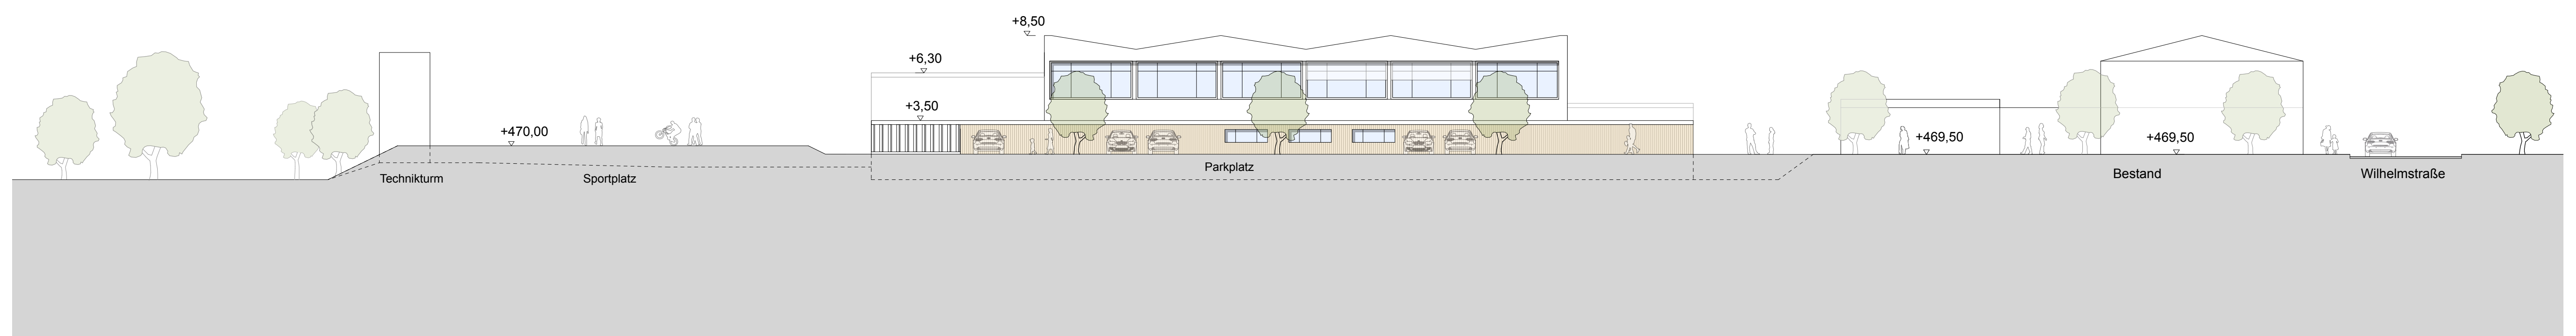 +8,50
+6,30
+3,50
+470,00
+469,50
+469,50
Parkplatz
Technikturm
Sportplatz
Bestand
Wilhelmstraße